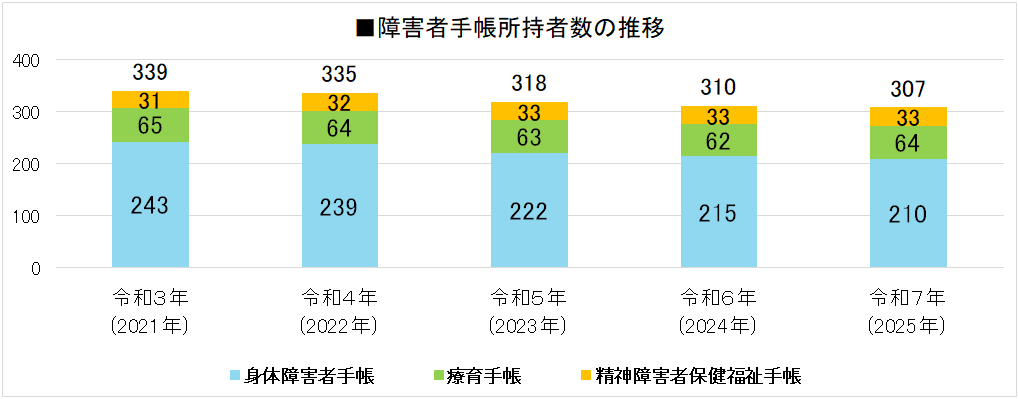 ■障害者手帳所持者数の推移
400
300
200
100
0
339 335 318 310 307
31 32 33 33 33
65 64 63 62 64
243 239 222 215 210
令和3年 令和4年 令和5年 令和6年 令和7年
(2021年) (2022年) (2023年) (2024年) (2025年)
身体障害者手帳 療育手帳 精神障害者保健福祉手帳